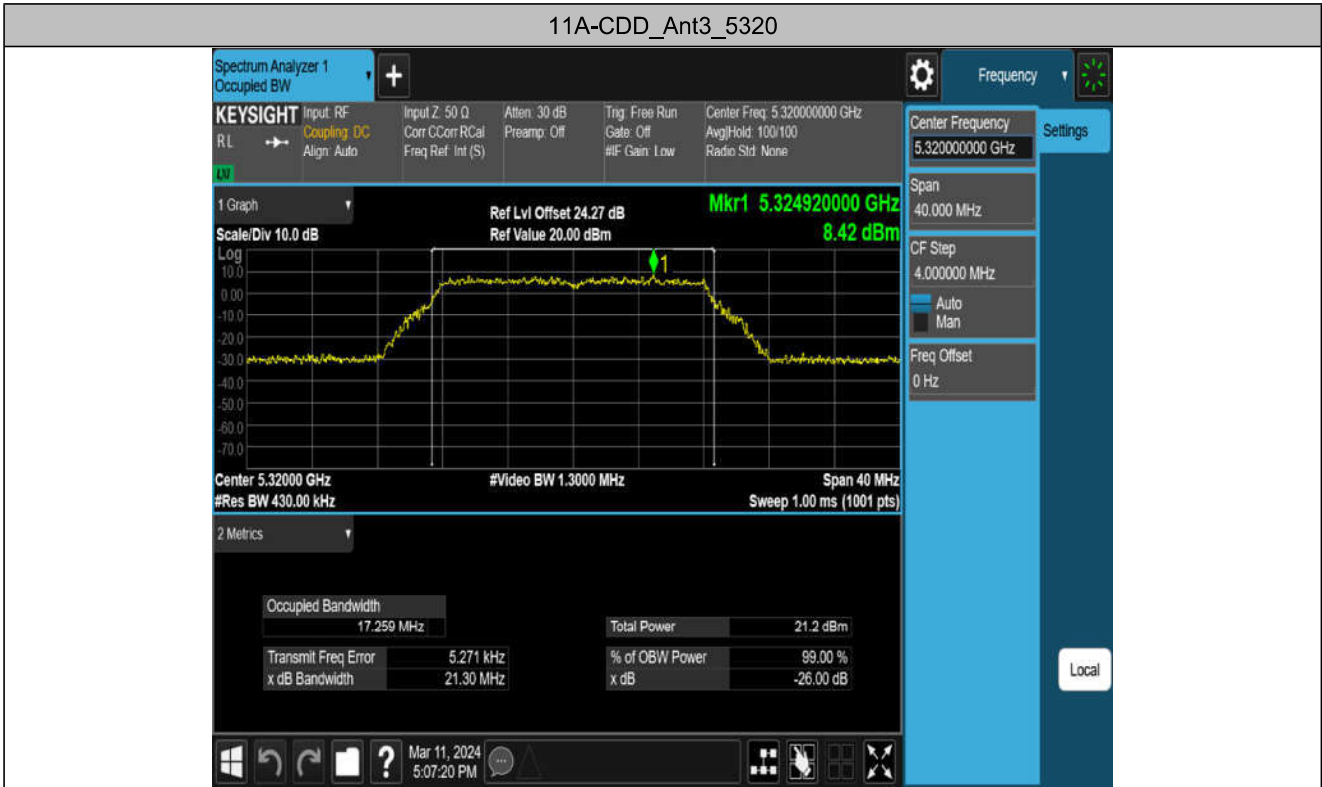 11A-CDD_Ant3_5320
Spectrum Analyzer 1
Occupied BW
+
Frequency
KEYSIGHT
RL
LXI
Input: RF
Coupling: DC
Align: Auto
Input Z: 50 Ω
Corr CCorr RCal
Freq Ref: Int (S)
Atten: 30 dB
Preamp: Off
Trig: Free Run
Gate: Off
#IF Gain: Low
Center Freq: 5.320000000 GHz
Avg|Hold: 100/100
Radio Std: None
Center Frequency
5.320000000 GHz
Settings
Span
40.000 MHz
CF Step
4.000000 MHz
Auto
Man
Freq Offset
0 Hz
Local
1 Graph
Scale/Div 10.0 dB
Ref Lvl Offset 24.27 dB
Ref Value 20.00 dBm
Mkr1 5.324920000 GHz
8.42 dBm
Log
10.0
0.00
-10.0
-20.0
-30.0
-40.0
-50.0
-60.0
-70.0
1
Center 5.32000 GHz
#Video BW 1.3000 MHz
Span 40 MHz
#Res BW 430.00 kHz
Sweep 1.00 ms (1001 pts)
2 Metrics
Occupied Bandwidth
17.259 MHz
Total Power 21.2 dBm
Transmit Freq Error 5.271 kHz
% of OBW Power 99.00 %
x dB Bandwidth 21.30 MHz
x dB -26.00 dB
?
Mar 11, 2024
5:07:20 PM